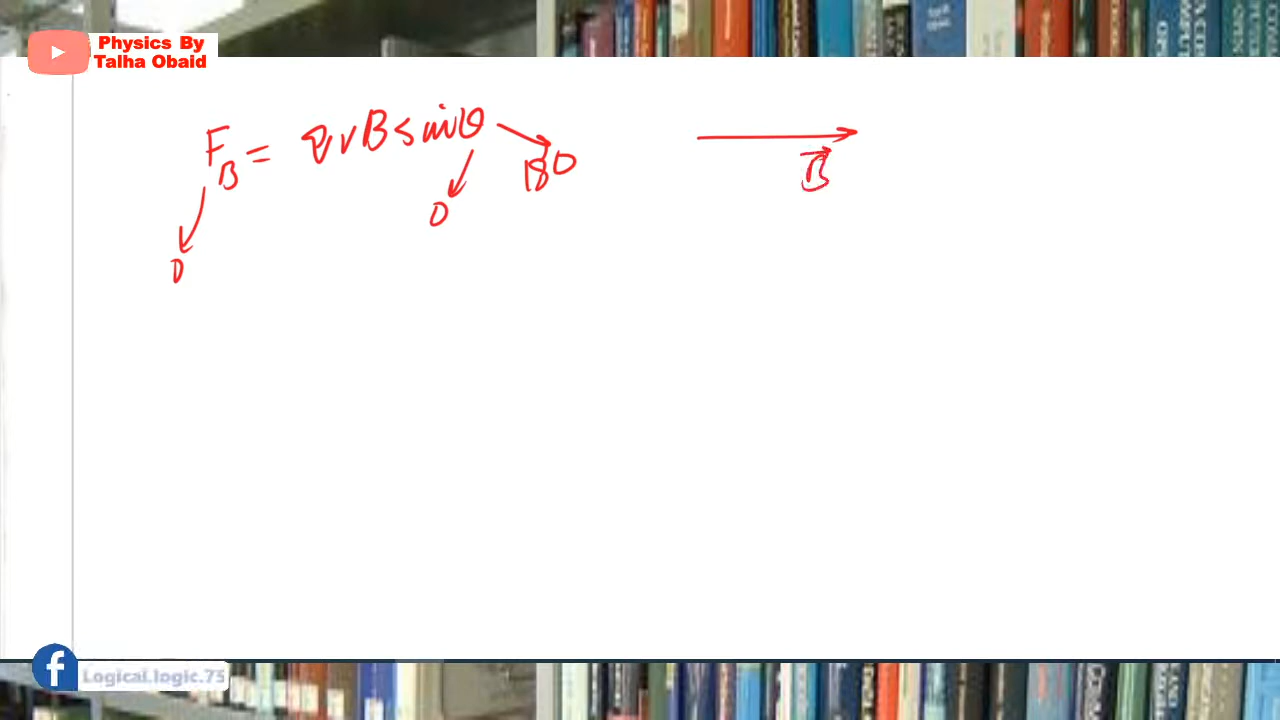 Physics By
Talha Obaid
F_B = qvB sinθ
180
0
0
B⃗
Logical.logic.75